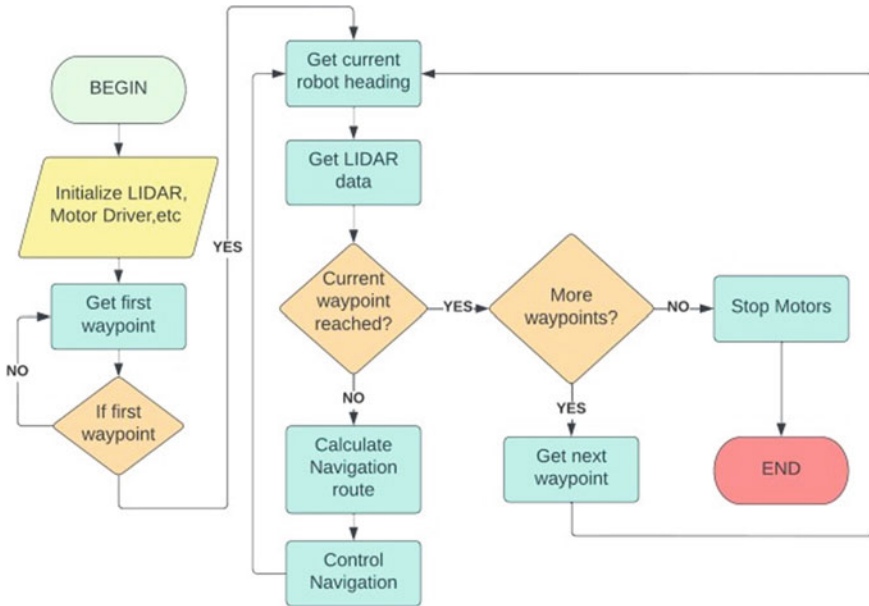 BEGIN
Initialize LIDAR,
Motor Driver,etc
Get first
waypoint
NO
If first
waypoint
YES
Get current
robot heading
Get LIDAR
data
Current
waypoint
reached?
YES
NO
Calculate
Navigation
route
Control
Navigation
More
waypoints?
NO
YES
Get next
waypoint
Stop Motors
END